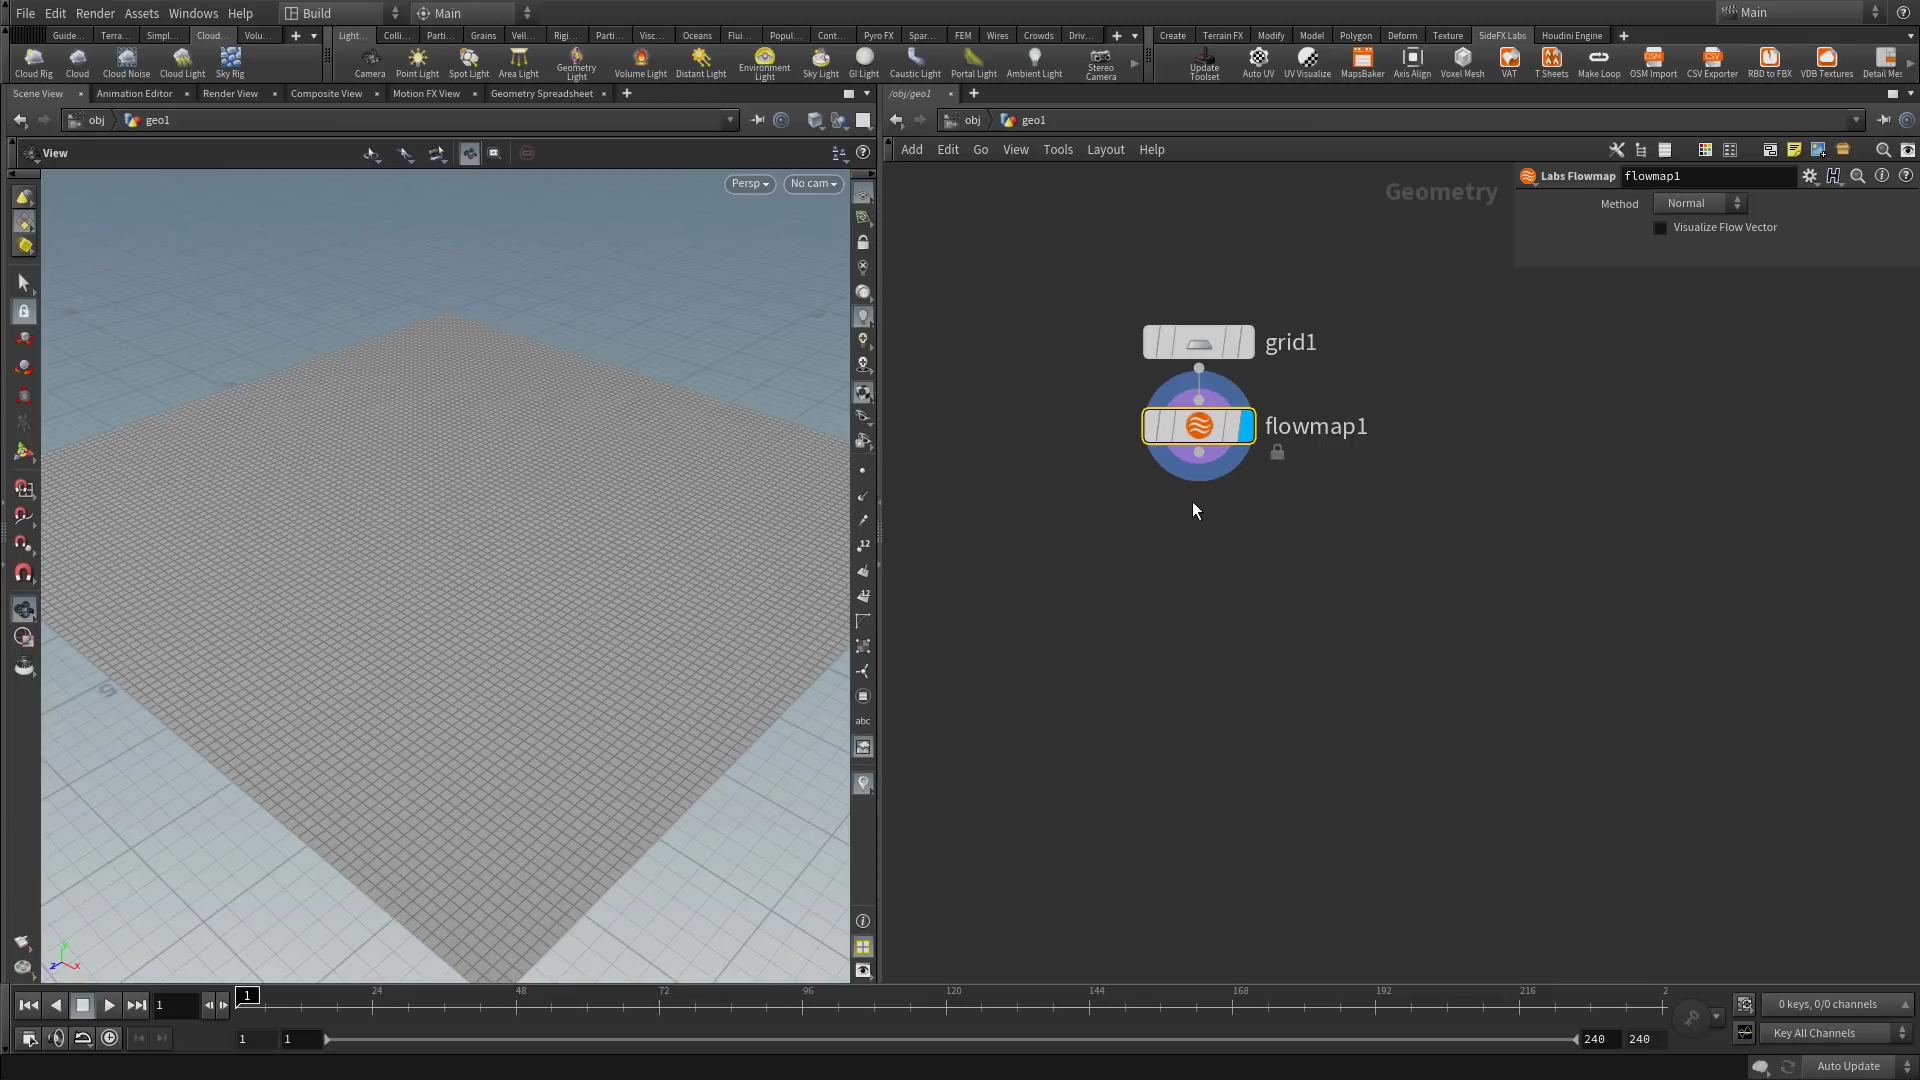 File Edit Render Assets Windows Help Build Main Main
Guide... Terra... Simpl... Cloud... Volu... Light... Colli... Parti... Grains Vell... Rigi... Parti... Visc... Oceans Flui... Popul... Cont... Pyro FX Spar... FEM Wires Crowds Driv... Create Terrain FX Modify Model Polygon Deform Texture SideFX Labs Houdini Engine
Cloud Rig Cloud Cloud Noise Cloud Light Sky Rig Camera Point Light Spot Light Area Light Geometry Light Volume Light Distant Light Environment Light Sky Light GI Light Caustic Light Portal Light Ambient Light Stereo Camera Update Toolset Auto UV UV Visualize MapsBaker Axis Align Voxel Mesh VAT T Sheets Make Loop OSM Import CSV Exporter RBD to FBX VDB Textures Detail Mes
Scene View Animation Editor Render View Composite View Motion FX View Geometry Spreadsheet /obj/geo1
obj geo1 obj geo1
View Add Edit Go View Tools Layout Help
Persp No cam
Geometry
Labs Flowmap flowmap1
Method Normal
Visualize Flow Vector
grid1
flowmap1
12
12
abc
5
y
z x
1 1 24 48 72 96 120 144 168 192 216 2
0 keys, 0/0 channels
1 1 240 240 Key All Channels
Auto Update